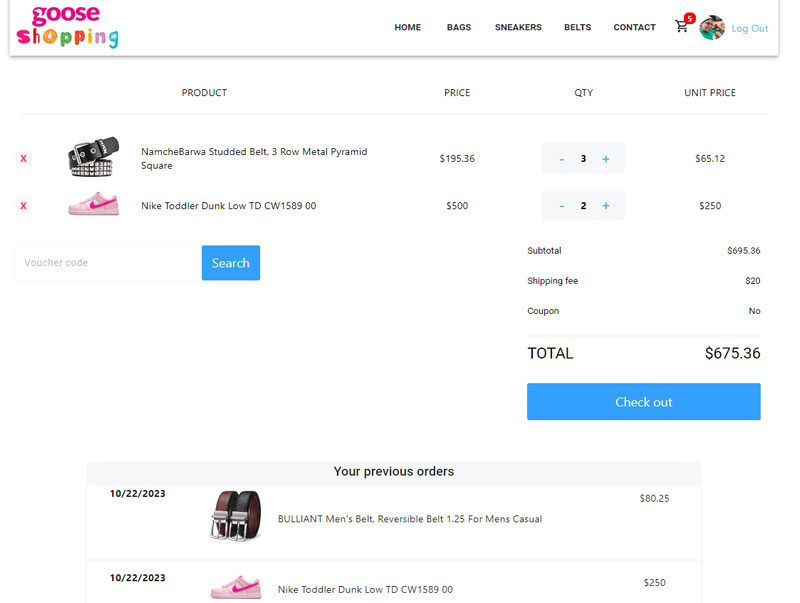 goose
shopping
HOME BAGS SNEAKERS BELTS CONTACT 5 Log Out
PRODUCT PRICE QTY UNIT PRICE
X NamcheBarwa Studded Belt, 3 Row Metal Pyramid
Square $195.36 - 3 + $65.12
X Nike Toddler Dunk Low TD CW1589 00 $500 - 2 + $250
Voucher code Search
Subtotal $695.36
Shipping fee $20
Coupon No
TOTAL $675.36
Check out
Your previous orders
10/22/2023 $80.25
BULLIANT Men's Belt, Reversible Belt 1.25 For Mens Casual
10/22/2023 $250
Nike Toddler Dunk Low TD CW1589 00